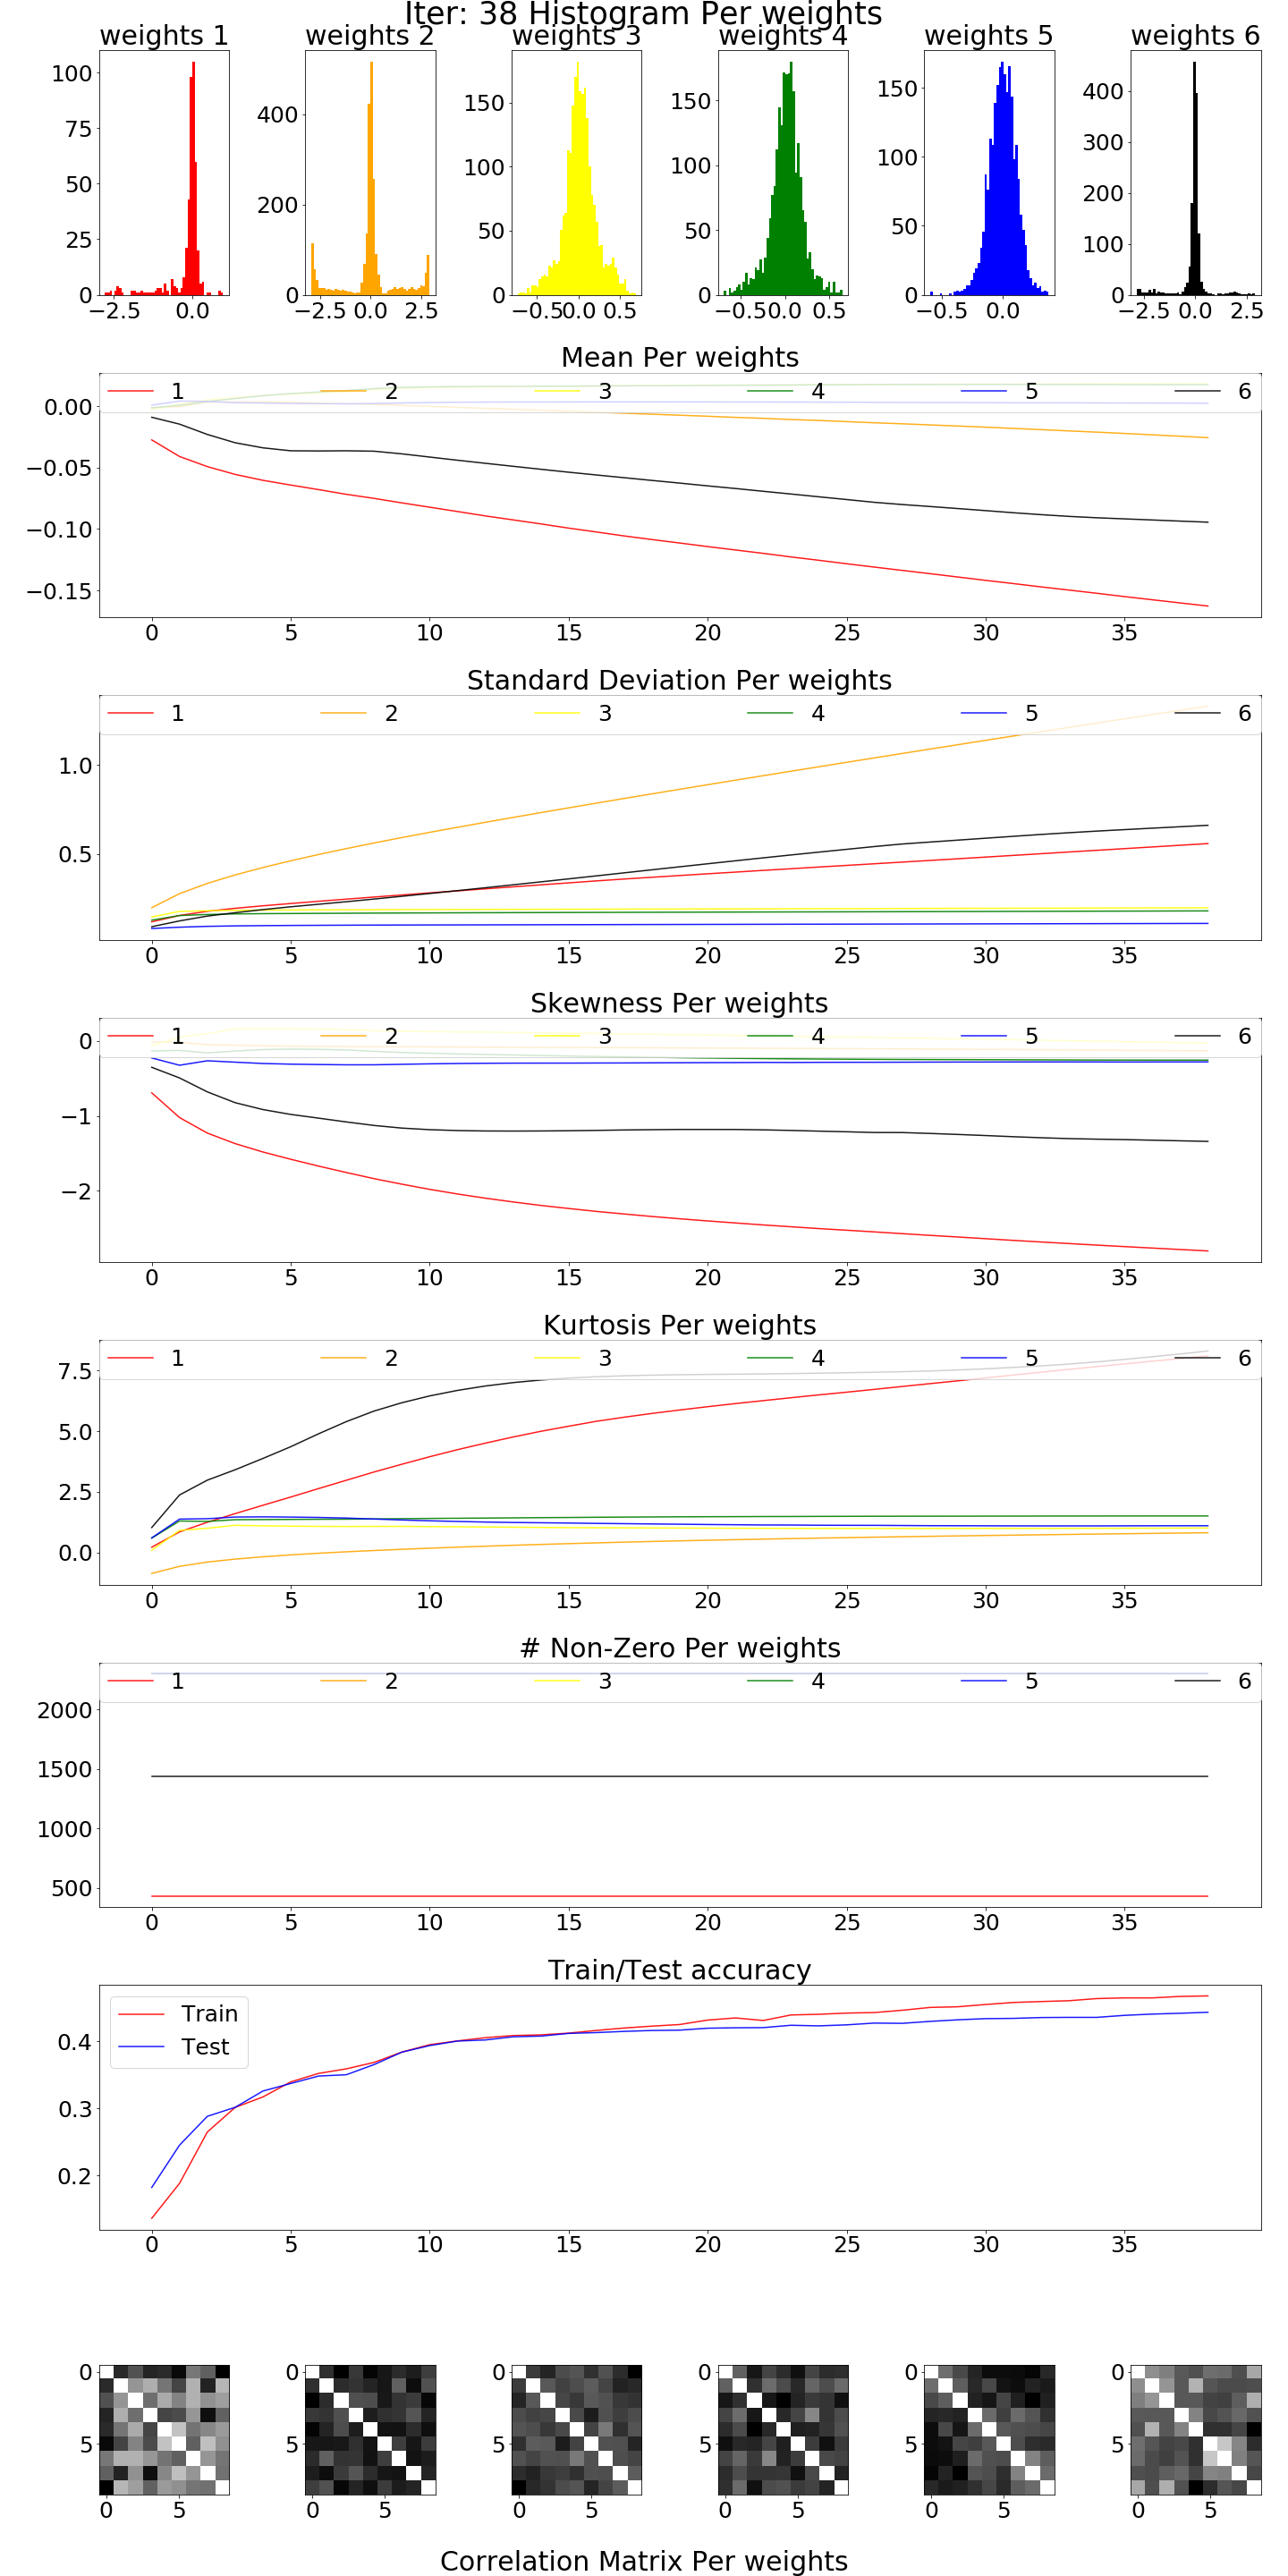 Iter: 38 Histogram Per weights
weights 1 weights 2 weights 3 weights 4 weights 5 weights 6
100
75
50
25
0
−2.5 0.0
400
200
0
−2.5 0.0 2.5
150
100
50
0
−0.5 0.0 0.5
150
100
50
0
−0.5 0.0 0.5
150
100
50
0
−0.5 0.0
400
300
200
100
0
−2.5 0.0 2.5
Mean Per weights
1 2 3 4 5 6
0.00
−0.05
−0.10
−0.15
0 5 10 15 20 25 30 35
Standard Deviation Per weights
1 2 3 4 5 6
1.0
0.5
0 5 10 15 20 25 30 35
Skewness Per weights
1 2 3 4 5 6
0
−1
−2
0 5 10 15 20 25 30 35
Kurtosis Per weights
1 2 3 4 5 6
7.5
5.0
2.5
0.0
0 5 10 15 20 25 30 35
# Non-Zero Per weights
1 2 3 4 5 6
2000
1500
1000
500
0 5 10 15 20 25 30 35
Train/Test accuracy
Train
Test
0.4
0.3
0.2
0 5 10 15 20 25 30 35
0 0 0 0 0 0
5 5 5 5 5 5
0 5 0 5 0 5 0 5 0 5 0 5
Correlation Matrix Per weights